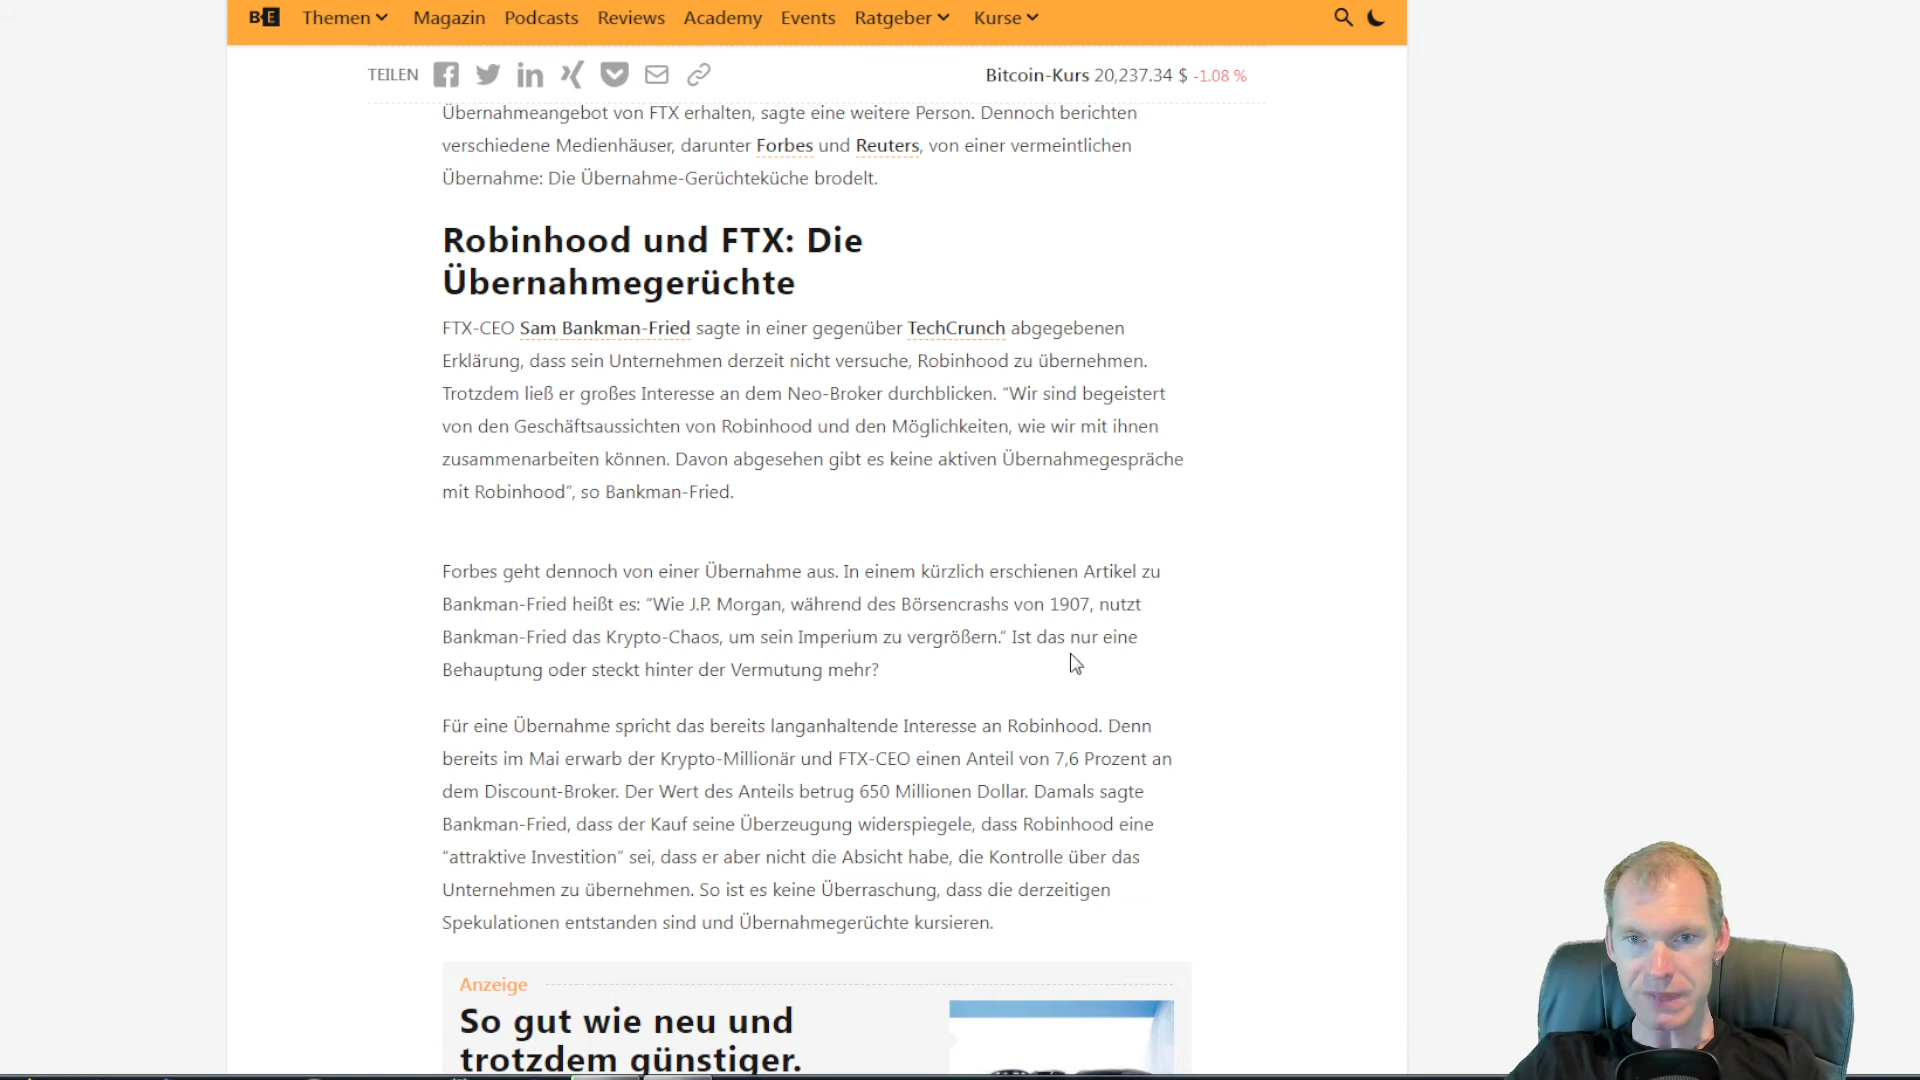 BE Themen Magazin Podcasts Reviews Academy Events Ratgeber Kurse
TEILEN Bitcoin-Kurs 20,237.34 $ -1.08 %
Übernahmeangebot von FTX erhalten, sagte eine weitere Person. Dennoch berichten
verschiedene Medienhäuser, darunter Forbes und Reuters, von einer vermeintlichen
Übernahme: Die Übernahme-Gerüchteküche brodelt.
Robinhood und FTX: Die
Übernahmegerüchte
FTX-CEO Sam Bankman-Fried sagte in einer gegenüber TechCrunch abgegebenen
Erklärung, dass sein Unternehmen derzeit nicht versuche, Robinhood zu übernehmen.
Trotzdem ließ er großes Interesse an dem Neo-Broker durchblicken. “Wir sind begeistert
von den Geschäftsaussichten von Robinhood und den Möglichkeiten, wie wir mit ihnen
zusammenarbeiten können. Davon abgesehen gibt es keine aktiven Übernahmegespräche
mit Robinhood”, so Bankman-Fried.
Forbes geht dennoch von einer Übernahme aus. In einem kürzlich erschienen Artikel zu
Bankman-Fried heißt es: “Wie J.P. Morgan, während des Börsencrashs von 1907, nutzt
Bankman-Fried das Krypto-Chaos, um sein Imperium zu vergrößern.” Ist das nur eine
Behauptung oder steckt hinter der Vermutung mehr?
Für eine Übernahme spricht das bereits langanhaltende Interesse an Robinhood. Denn
bereits im Mai erwarb der Krypto-Millionär und FTX-CEO einen Anteil von 7,6 Prozent an
dem Discount-Broker. Der Wert des Anteils betrug 650 Millionen Dollar. Damals sagte
Bankman-Fried, dass der Kauf seine Überzeugung widerspiegele, dass Robinhood eine
“attraktive Investition” sei, dass er aber nicht die Absicht habe, die Kontrolle über das
Unternehmen zu übernehmen. So ist es keine Überraschung, dass die derzeitigen
Spekulationen entstanden sind und Übernahmegerüchte kursieren.
Anzeige
So gut wie neu und
trotzdem günstiger.